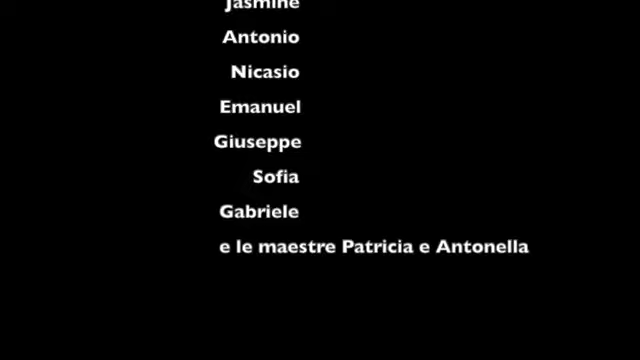 Jasmine
Antonio
Nicasio
Emanuel
Giuseppe
Sofia
Gabriele
e le maestre Patricia e Antonella